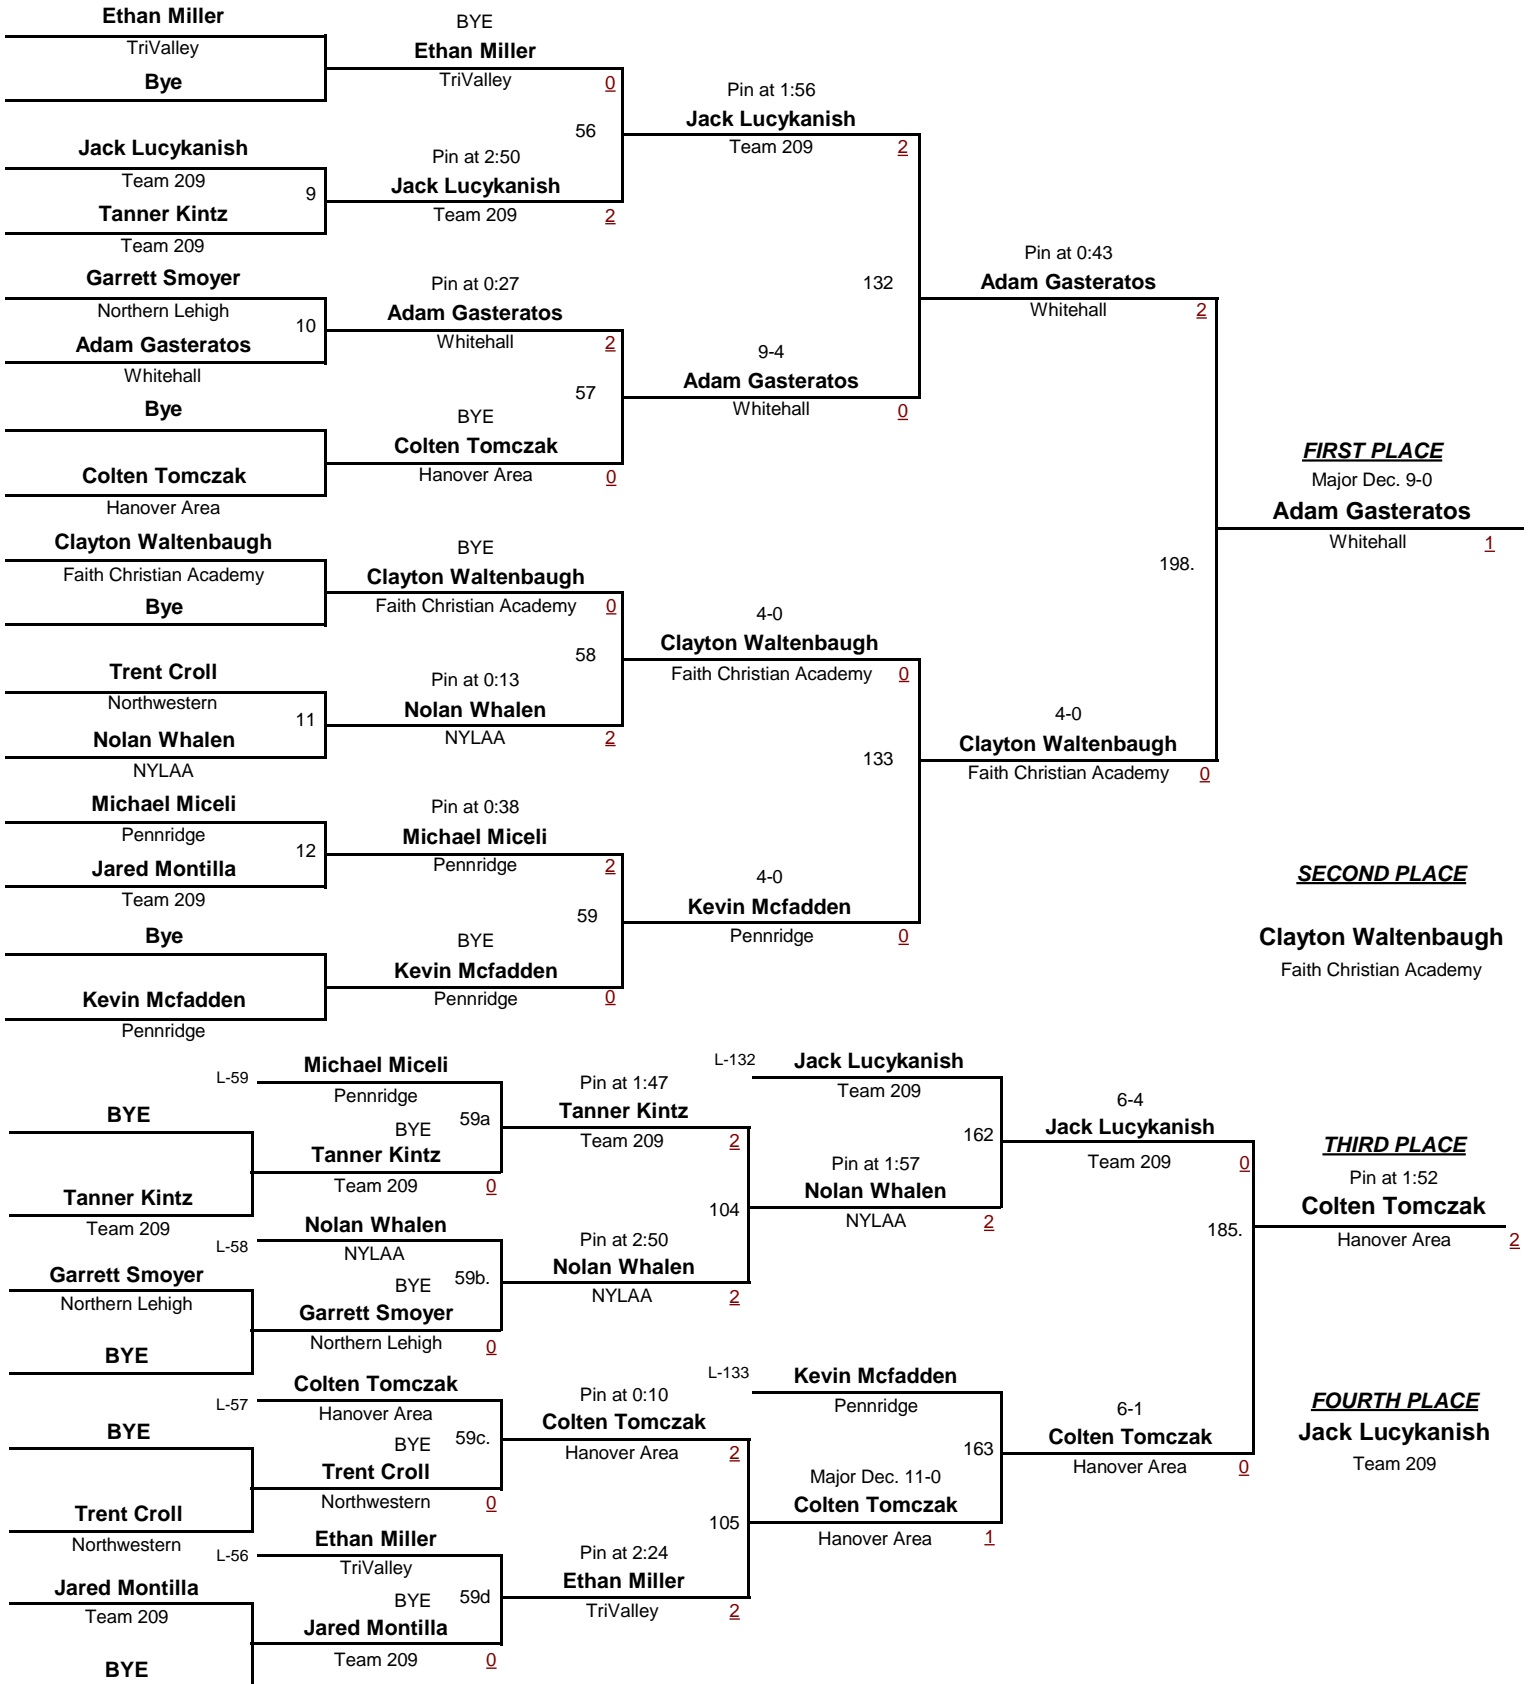 Ethan Miller
TriValley
Bye
BYE
Ethan Miller
TriValley
0
56
Jack Lucykanish
Team 209
9
Tanner Kintz
Team 209
Pin at 2:50
Jack Lucykanish
Team 209
2
Pin at 1:56
Jack Lucykanish
Team 209
2
Garrett Smoyer
Northern Lehigh
10
Adam Gasteratos
Whitehall
Pin at 0:27
Adam Gasteratos
Whitehall
2
57
Bye
Colten Tomczak
Hanover Area
BYE
Colten Tomczak
Hanover Area
0
9-4
Adam Gasteratos
Whitehall
0
132
Pin at 0:43
Adam Gasteratos
Whitehall
2
Clayton Waltenbaugh
Faith Christian Academy
Bye
BYE
Clayton Waltenbaugh
Faith Christian Academy
0
58
Trent Croll
Northwestern
11
Nolan Whalen
NYLAA
Pin at 0:13
Nolan Whalen
NYLAA
2
4-0
Clayton Waltenbaugh
Faith Christian Academy
0
133
Michael Miceli
Pennridge
12
Jared Montilla
Team 209
Pin at 0:38
Michael Miceli
Pennridge
2
59
Bye
Kevin Mcfadden
Pennridge
BYE
Kevin Mcfadden
Pennridge
0
4-0
Kevin Mcfadden
Pennridge
0
4-0
Clayton Waltenbaugh
Faith Christian Academy
0
198.
FIRST PLACE
Major Dec. 9-0
Adam Gasteratos
Whitehall
1
SECOND PLACE
Clayton Waltenbaugh
Faith Christian Academy
L-59
Michael Miceli
Pennridge
59a
BYE
Tanner Kintz
Team 209
BYE
Tanner Kintz
Team 209
0
Pin at 1:47
Tanner Kintz
Team 209
2
104
L-58
Nolan Whalen
NYLAA
59b.
Garrett Smoyer
Northern Lehigh
BYE
BYE
Garrett Smoyer
Northern Lehigh
0
Pin at 2:50
Nolan Whalen
NYLAA
2
L-132
Jack Lucykanish
Team 209
162
Pin at 1:57
Nolan Whalen
NYLAA
2
6-4
Jack Lucykanish
Team 209
0
185.
L-57
Colten Tomczak
Hanover Area
59c.
BYE
Trent Croll
Northwestern
BYE
Trent Croll
Northwestern
0
Pin at 0:10
Colten Tomczak
Hanover Area
2
105
L-56
Ethan Miller
TriValley
59d
Jared Montilla
Team 209
BYE
BYE
Jared Montilla
Team 209
0
Pin at 2:24
Ethan Miller
TriValley
2
L-133
Kevin Mcfadden
Pennridge
163
Major Dec. 11-0
Colten Tomczak
Hanover Area
1
6-1
Colten Tomczak
Hanover Area
0
THIRD PLACE
Pin at 1:52
Colten Tomczak
Hanover Area
2
FOURTH PLACE
Jack Lucykanish
Team 209